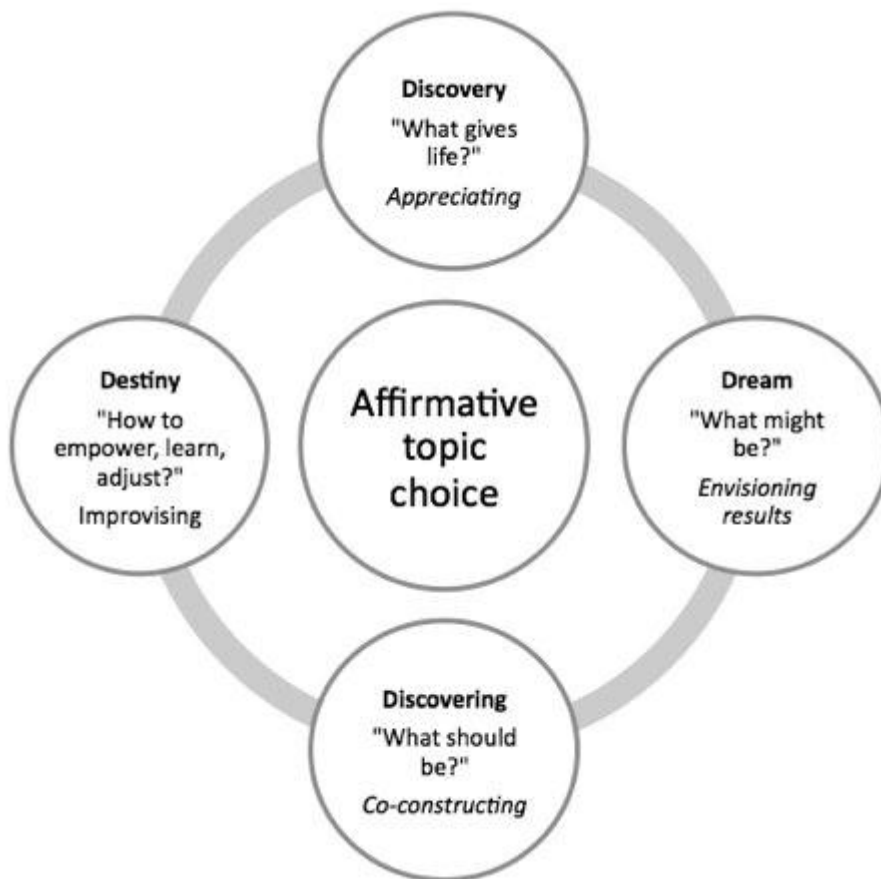 Discovery
"What gives
life?"
Appreciating
Destiny
"How to
empower, learn,
adjust?"
Improvising
Affirmative
topic
choice
Dream
"What might
be?"
Envisioning
results
Discovering
"What should
be?"
Co-constructing